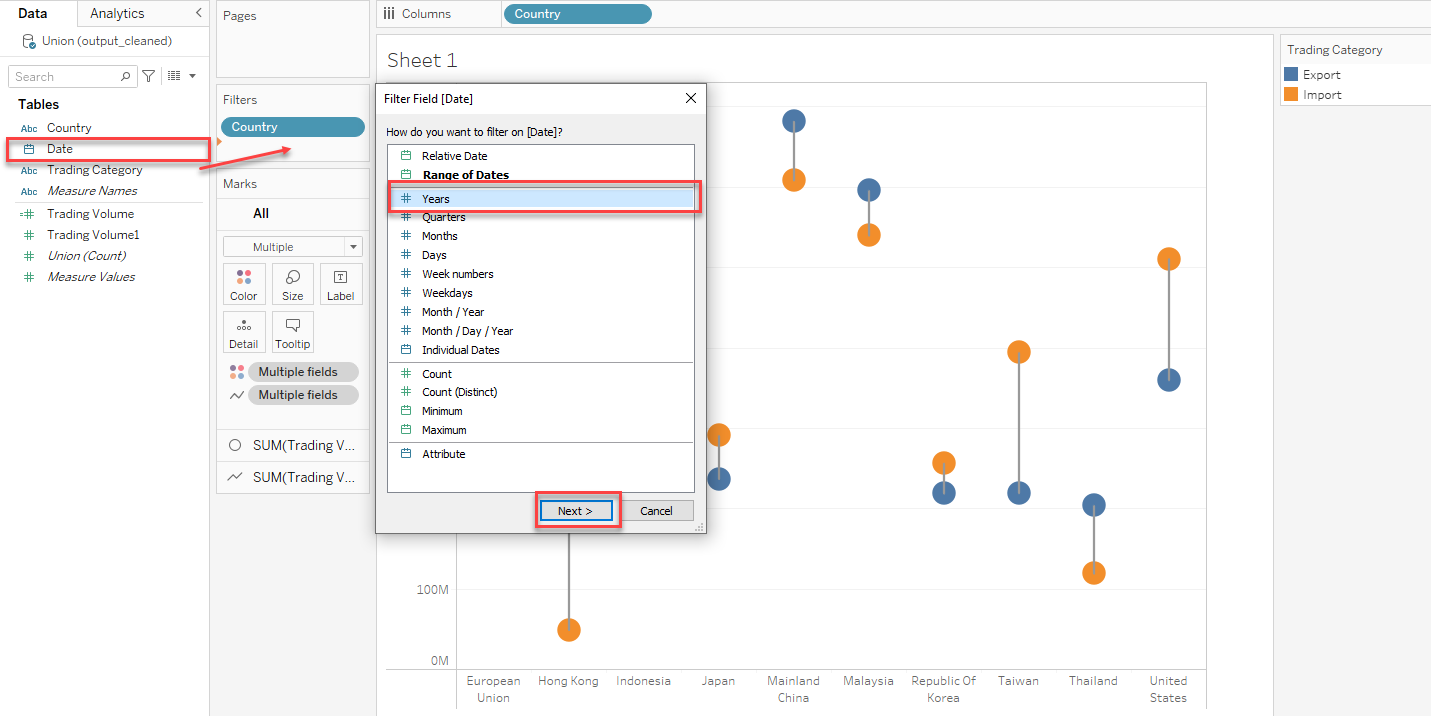 Data
Analytics
Union (output_cleaned)
Search
Tables
Abc Country
Date
Abc Trading Category
Abc Measure Names
Trading Volume
Trading Volume1
Union (Count)
Measure Values
Pages
Filters
Country
Marks
All
Multiple
Color Size Label
Detail Tooltip
Multiple fields
Multiple fields
SUM(Trading V...
SUM(Trading V...
Columns
Country
Sheet 1
Filter Field [Date]
How do you want to filter on [Date]?
Relative Date
Range of Dates
Years
Quarters
Months
Days
Week numbers
Weekdays
Month / Year
Month / Day / Year
Individual Dates
Count
Count (Distinct)
Minimum
Maximum
Attribute
Next >
Cancel
100M
0M
European
Union
Hong Kong
Indonesia
Japan
Mainland
China
Malaysia
Republic Of
Korea
Taiwan
Thailand
United
States
Trading Category
Export
Import